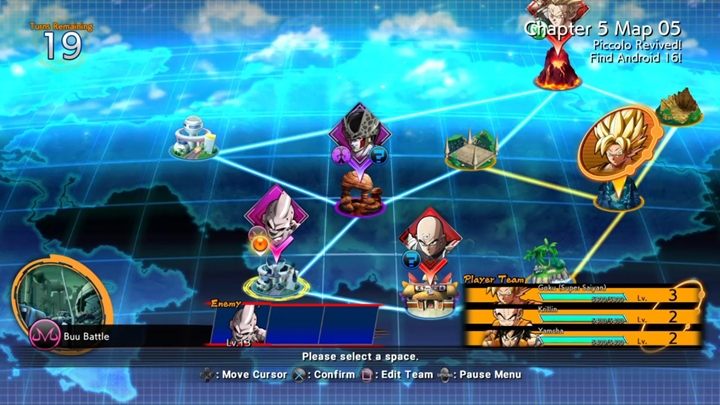 Turns Remaining
19
Chapter 5 Map 05
Piccolo Revived!
Find Android 16!
Player Team
Goku (Super Saiyan)
Lv. 3
Krillin
Lv. 2
Yamcha
Lv. 2
Enemy
Lv.13
Buu Battle
Please select a space.
: Move Cursor : Confirm : Edit Team OPTIONS : Pause Menu